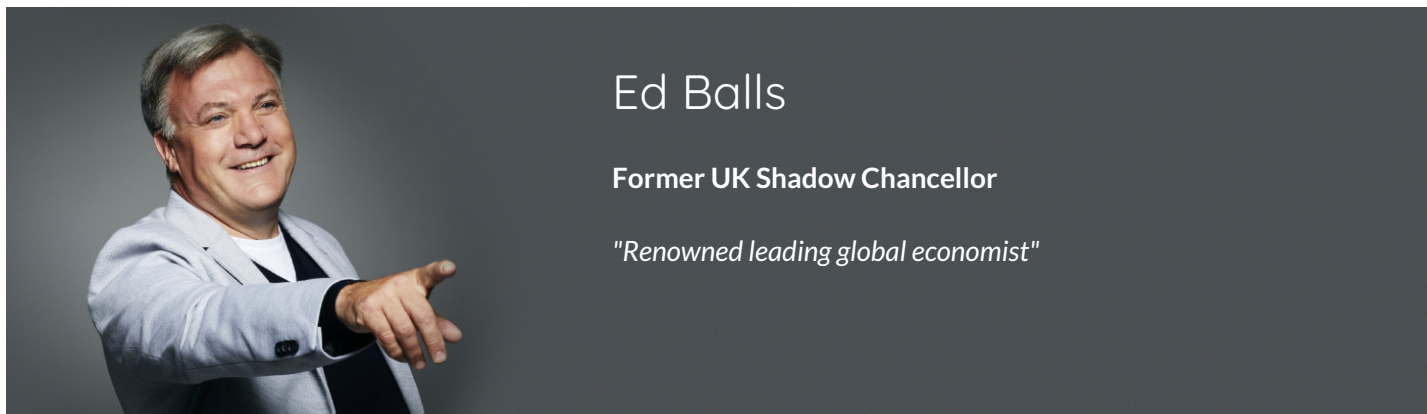 Ed Balls
Former UK Shadow Chancellor
"Renowned leading global economist"